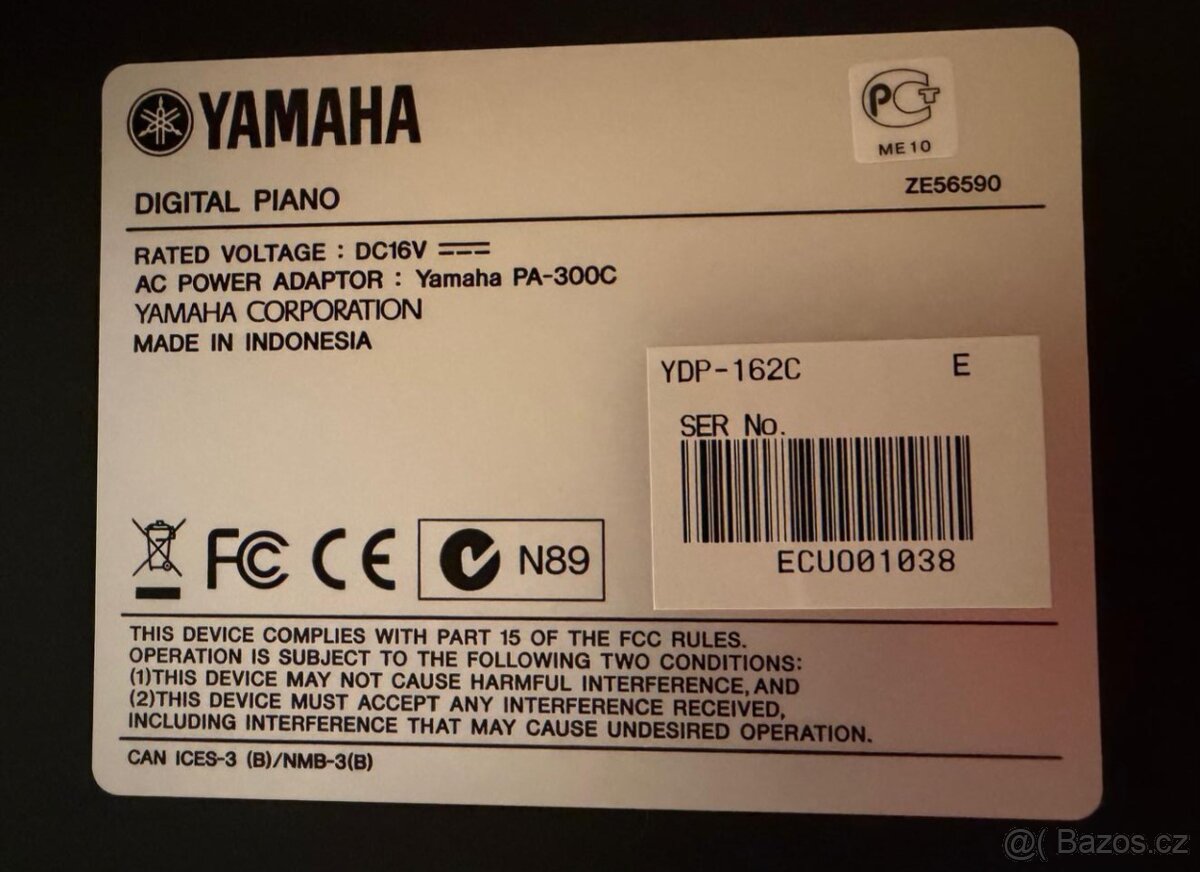 YAMAHA
PCT
ME10
DIGITAL PIANO
ZE56590
RATED VOLTAGE : DC16V
AC POWER ADAPTOR : Yamaha PA-300C
YAMAHA CORPORATION
MADE IN INDONESIA
YDP-162C E
SER No.
ECUO01038
FC CE N89
THIS DEVICE COMPLIES WITH PART 15 OF THE FCC RULES.
OPERATION IS SUBJECT TO THE FOLLOWING TWO CONDITIONS:
(1)THIS DEVICE MAY NOT CAUSE HARMFUL INTERFERENCE, AND
(2)THIS DEVICE MUST ACCEPT ANY INTERFERENCE RECEIVED,
INCLUDING INTERFERENCE THAT MAY CAUSE UNDESIRED OPERATION.
CAN ICES-3 (B)/NMB-3(B)
@( Bazos.cz